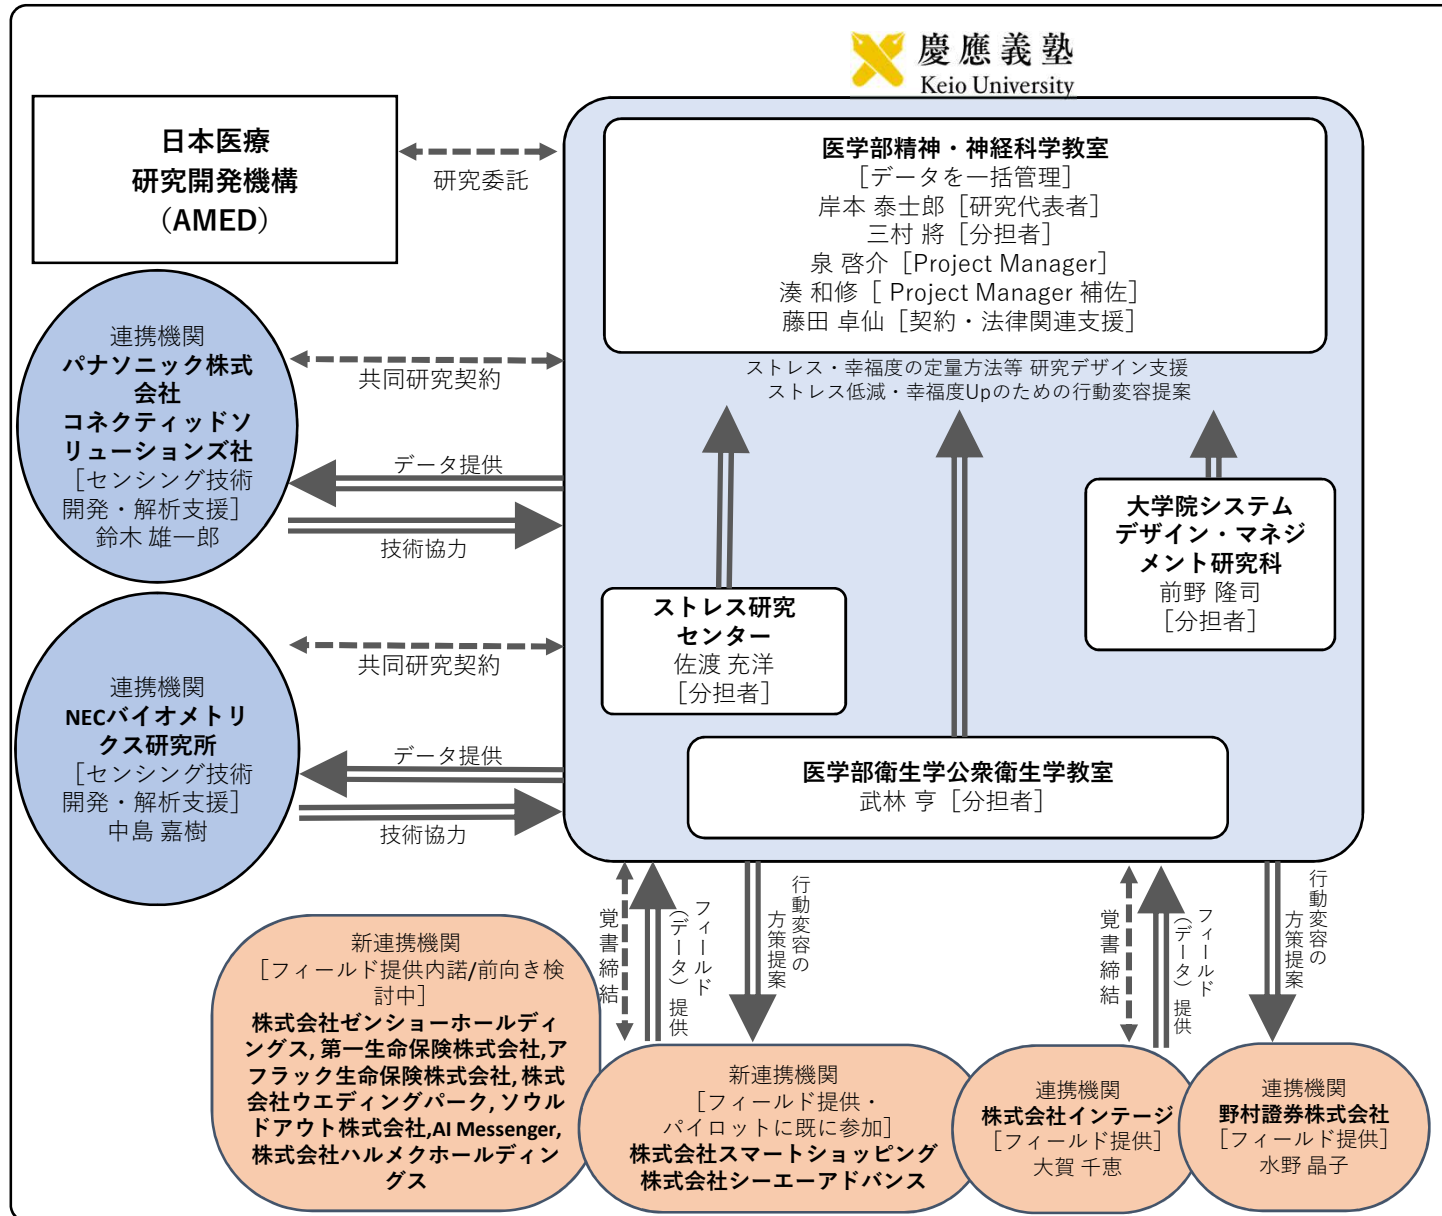 慶應義塾
Keio University
日本医療
研究開発機構
（AMED）
研究委託
医学部精神・神経科学教室
［データを一括管理］
岸本 泰士郎［研究代表者］
三村 將［分担者］
泉 啓介［Project Manager］
湊 和修［ Project Manager 補佐］
藤田 卓仙［契約・法律関連支援］
ストレス・幸福度の定量方法等 研究デザイン支援
ストレス低減・幸福度Upのための行動変容提案
連携機関
パナソニック株式
会社
コネクティッドソ
リューションズ社
［センシング技術
開発・解析支援］
鈴木 雄一郎
共同研究契約
データ提供
技術協力
大学院システム
デザイン・マネジ
メント研究科
前野 隆司
［分担者］
ストレス研究
センター
佐渡 充洋
［分担者］
連携機関
NECバイオメトリ
クス研究所
［センシング技術
開発・解析支援］
中島 嘉樹
共同研究契約
データ提供
技術協力
医学部衛生学公衆衛生学教室
武林 亨［分担者］
覚書締結
フィールド
（データ）提供
行動変容の
方策提案
覚書締結
フィールド
（データ）提供
行動変容の
方策提案
新連携機関
［フィールド提供内諾/前向き検
討中］
株式会社ゼンショーホールディ
ングス, 第一生命保険株式会社,ア
フラック生命保険株式会社, 株式
会社ウエディングパーク, ソウル
ドアウト株式会社,AI Messenger,
株式会社ハルメクホールディン
グス
新連携機関
［フィールド提供・
パイロットに既に参加］
株式会社スマートショッピング
株式会社シーエーアドバンス
連携機関
株式会社インテージ
［フィールド提供］
大賀 千恵
連携機関
野村證券株式会社
［フィールド提供］
水野 晶子